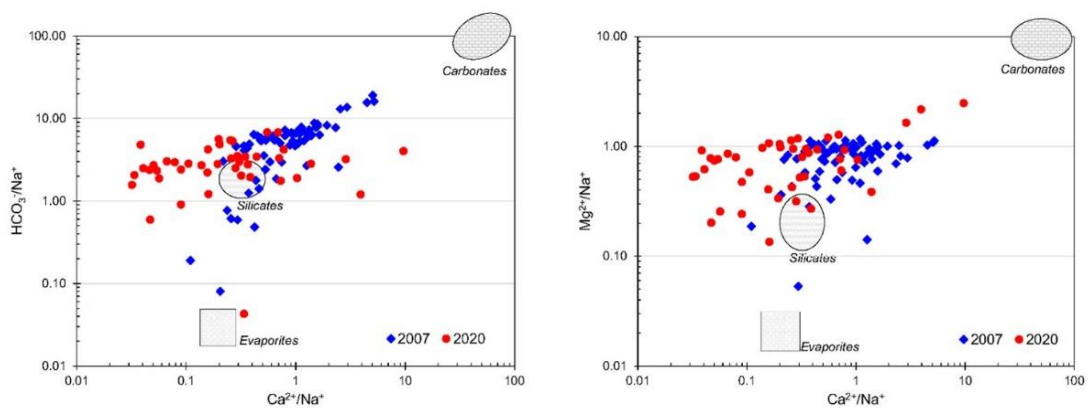 100.00
10.00
1.00
0.10
0.01
HCO₃⁻/Na⁺
Carbonates
Silicates
Evaporites
2007
2020
0.01
0.1
1
10
100
Ca²⁺/Na⁺
10.00
1.00
0.10
0.01
Mg²⁺/Na⁺
Carbonates
Silicates
Evaporites
2007
2020
0.01
0.1
1
10
100
Ca²⁺/Na⁺